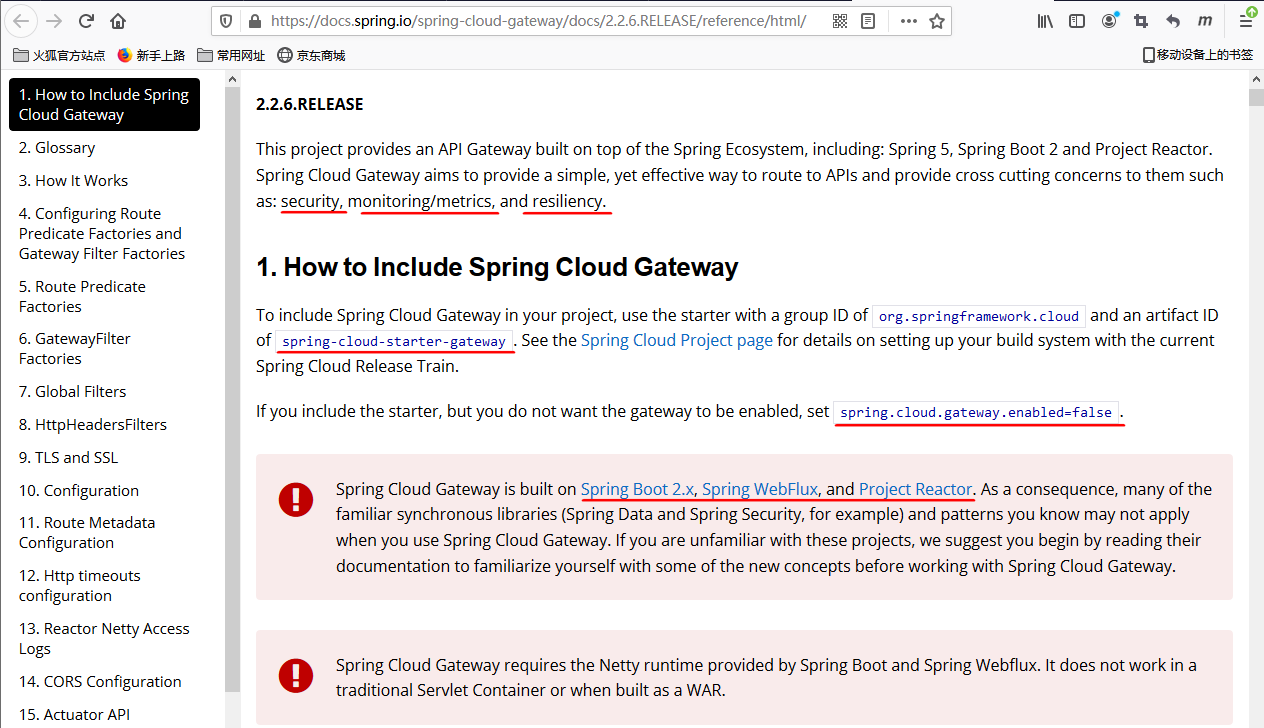 https://docs.spring.io/spring-cloud-gateway/docs/2.2.6.RELEASE/reference/html/
火狐官方站点
新手上路
常用网址
京东商城
移动设备上的书签
1. How to Include Spring
Cloud Gateway
2. Glossary
3. How It Works
4. Configuring Route
Predicate Factories and
Gateway Filter Factories
5. Route Predicate
Factories
6. GatewayFilter
Factories
7. Global Filters
8. HttpHeadersFilters
9. TLS and SSL
10. Configuration
11. Route Metadata
Configuration
12. Http timeouts
configuration
13. Reactor Netty Access
Logs
14. CORS Configuration
15. Actuator API
2.2.6.RELEASE
This project provides an API Gateway built on top of the Spring Ecosystem, including: Spring 5, Spring Boot 2 and Project Reactor.
Spring Cloud Gateway aims to provide a simple, yet effective way to route to APIs and provide cross cutting concerns to them such
as: security, monitoring/metrics, and resiliency.
1. How to Include Spring Cloud Gateway
To include Spring Cloud Gateway in your project, use the starter with a group ID of org.springframework.cloud and an artifact ID
of spring-cloud-starter-gateway. See the Spring Cloud Project page for details on setting up your build system with the current
Spring Cloud Release Train.
If you include the starter, but you do not want the gateway to be enabled, set spring.cloud.gateway.enabled=false.
Spring Cloud Gateway is built on Spring Boot 2.x, Spring WebFlux, and Project Reactor. As a consequence, many of the
familiar synchronous libraries (Spring Data and Spring Security, for example) and patterns you know may not apply
when you use Spring Cloud Gateway. If you are unfamiliar with these projects, we suggest you begin by reading their
documentation to familiarize yourself with some of the new concepts before working with Spring Cloud Gateway.
Spring Cloud Gateway requires the Netty runtime provided by Spring Boot and Spring Webflux. It does not work in a
traditional Servlet Container or when built as a WAR.